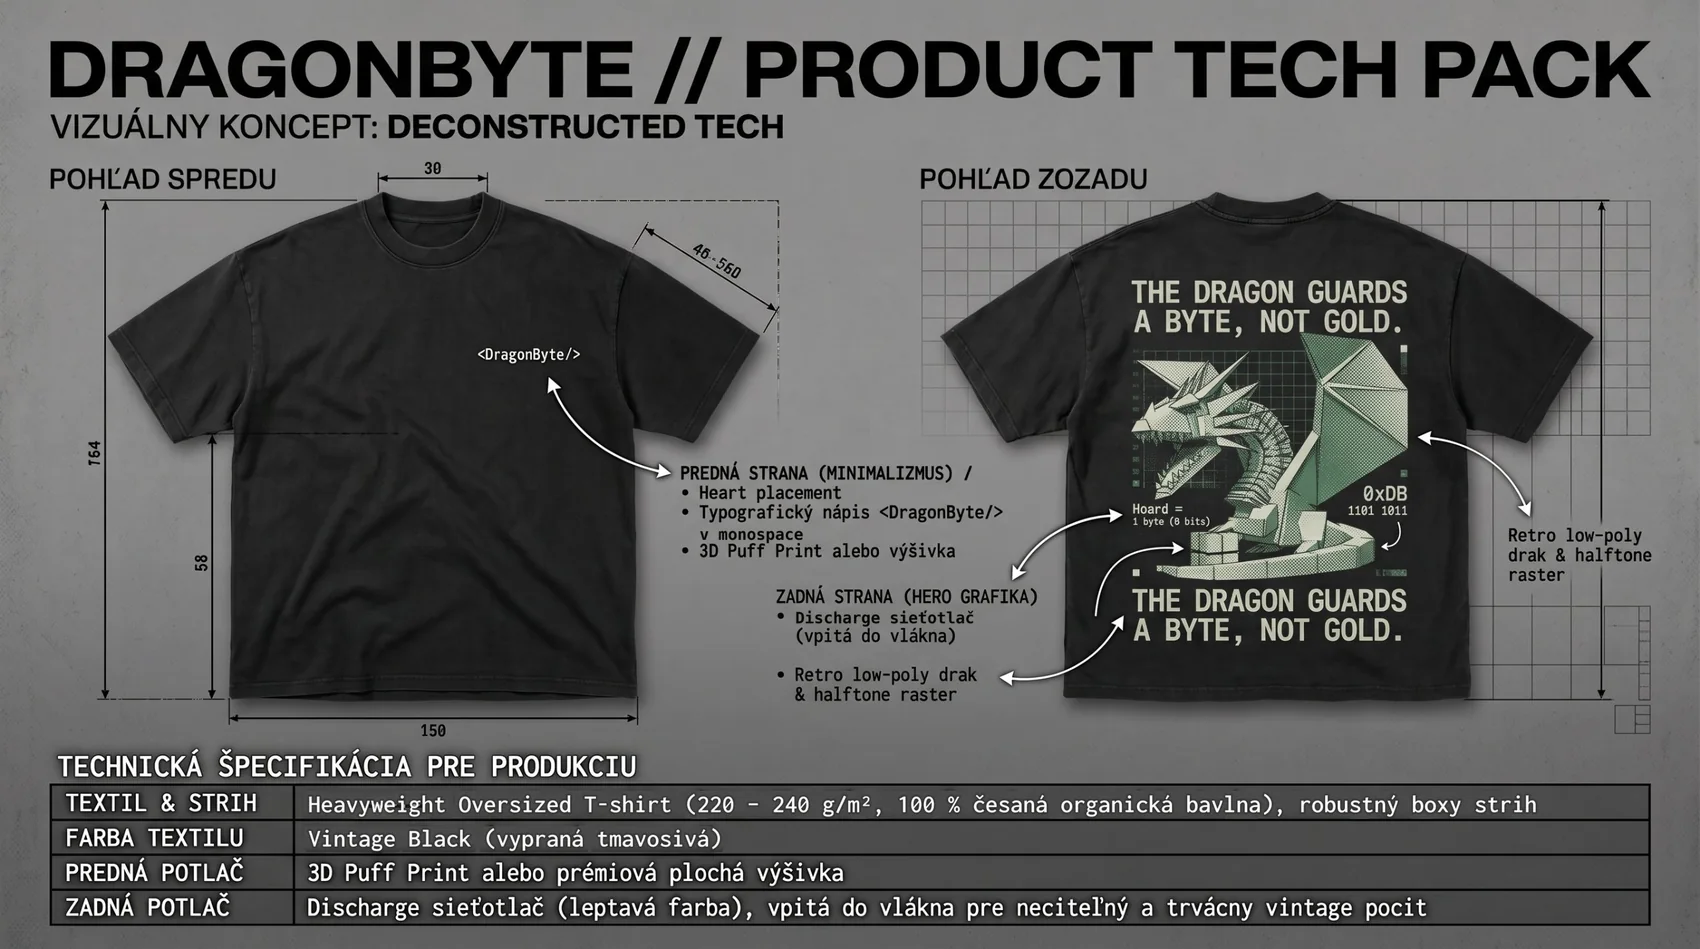 DRAGONBYTE // PRODUCT TECH PACK
VIZUÁLNY KONCEPT: DECONSTRUCTED TECH
POHĽAD SPREDU
30
46-560
764
58
150
<DragonByte/>
PREDNÁ STRANA (MINIMALIZMUS) /
• Heart placement
• Typografický nápis <DragonByte/>
v monospace
• 3D Puff Print alebo výšivka
ZADNÁ STRANA (HERO GRAFIKA)
• Discharge sieťotlač
(vpitá do vlákna)
• Retro low-poly drak
& halftone raster
POHĽAD ZOZADU
THE DRAGON GUARDS
A BYTE, NOT GOLD.
Hoard =
1 byte (8 bits)
0xDB
1101 1011
THE DRAGON GUARDS
A BYTE, NOT GOLD.
Retro low-poly
drak & halftone
raster
TECHNICKÁ ŠPECIFIKÁCIA PRE PRODUKCIU
TEXTIL & STRIH Heavyweight Oversized T-shirt (220 – 240 g/m², 100 % česaná organická bavlna), robustný boxy strih
FARBA TEXTILU Vintage Black (vypraná tmavosivá)
PREDNÁ POTLAČ 3D Puff Print alebo prémiová plochá výšivka
ZADNÁ POTLAČ Discharge sieťotlač (leptavá farba), vpitá do vlákna pre neciteľný a trvácny vintage pocit